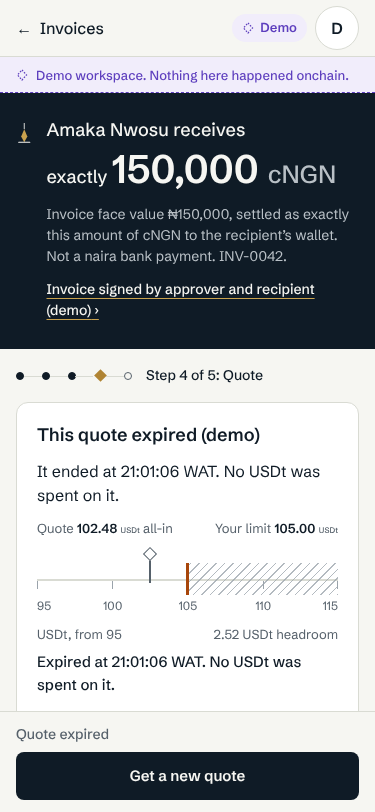 ← Invoices
Demo
D
Demo workspace. Nothing here happened onchain.
Amaka Nwosu receives
exactly 150,000 cNGN
Invoice face value ₦150,000, settled as exactly
this amount of cNGN to the recipient’s wallet.
Not a naira bank payment. INV-0042.
Invoice signed by approver and recipient
(demo) ›
Step 4 of 5: Quote
This quote expired (demo)
It ended at 21:01:06 WAT. No USDt was
spent on it.
Quote 102.48 USDt all-in
Your limit 105.00 USDt
95 100 105 110 115
USDt, from 95
2.52 USDt headroom
Expired at 21:01:06 WAT. No USDt was
spent on it.
Quote expired
Get a new quote